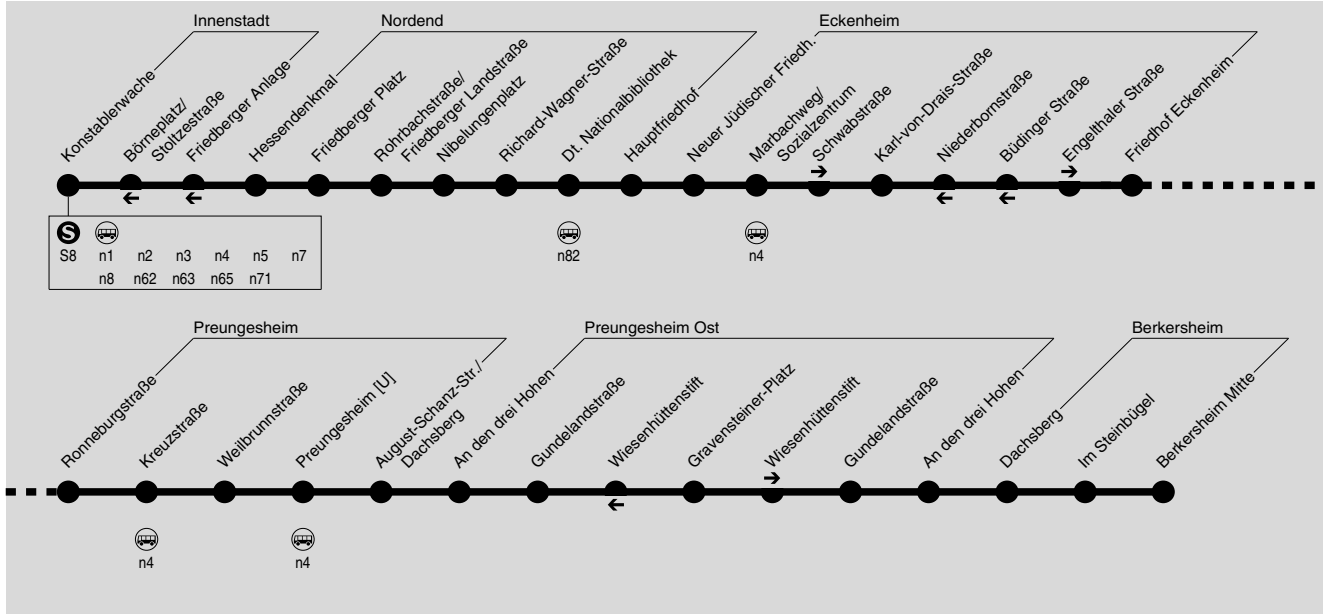 Innenstadt
Nordend
Eckenheim
Konstablerwache
Börneplatz/
Stoltzestraße
Friedberger Anlage
Hessendenkmal
Friedberger Platz
Rohrbachstraße/
Friedberger Landstraße
Nibelungenplatz
Richard-Wagner-Straße
Dt. Nationalbibliothek
Hauptfriedhof
Neuer Jüdischer Friedh.
Marbachweg/
Sozialzentrum
Schwabstraße
Karl-von-Drais-Straße
Niederbornstraße
Büdinger Straße
Engelthaler Straße
Friedhof Eckenheim
S
S8 n1 n2 n3 n4 n5 n7
n8 n62 n63 n65 n71
n82
n4
Preungesheim
Preungesheim Ost
Berkersheim
Ronneburgstraße
Kreuzstraße
Weilbrunnstraße
Preungesheim [U]
August-Schanz-Str./
Dachsberg
An den drei Hohen
Gundelandstraße
Wiesenhüttenstift
Gravensteiner-Platz
Wiesenhüttenstift
Gundelandstraße
An den drei Hohen
Dachsberg
Im Steinbügel
Berkersheim Mitte
n4
n4